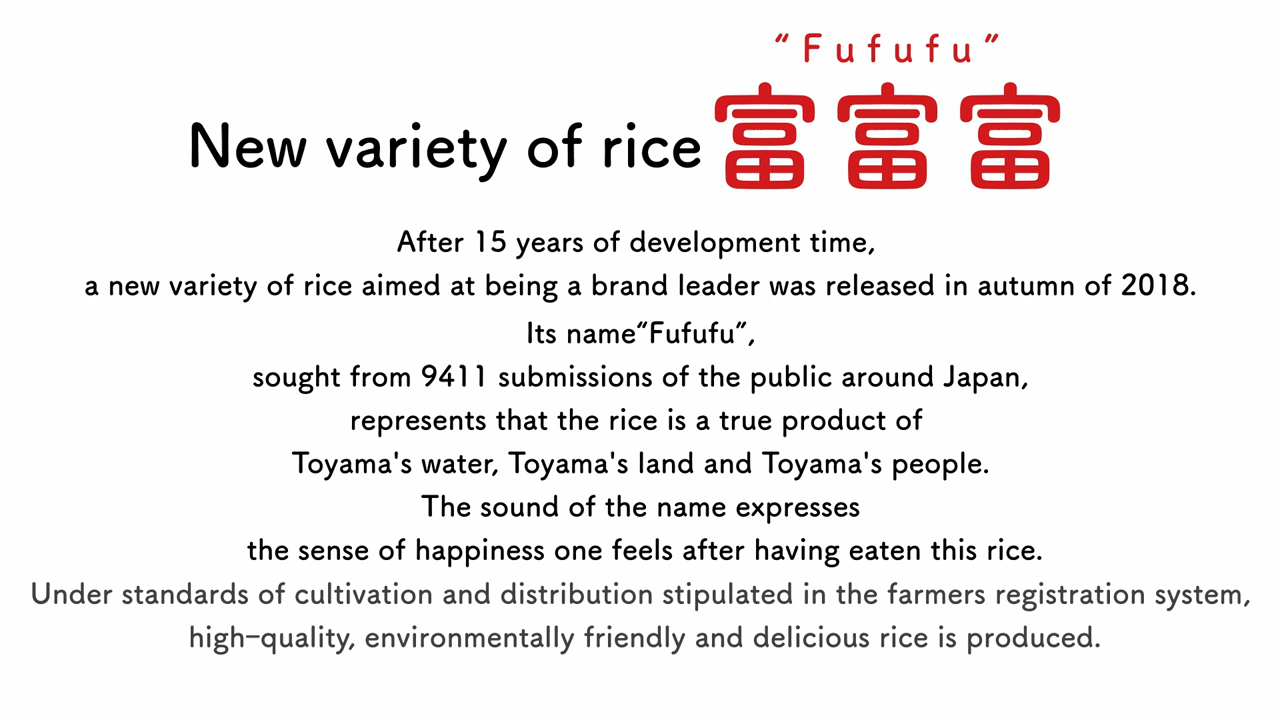 “Fufufu”
New variety of rice 富富富
After 15 years of development time,
a new variety of rice aimed at being a brand leader was released in autumn of 2018.
Its name“Fufufu”,
sought from 9411 submissions of the public around Japan,
represents that the rice is a true product of
Toyama's water, Toyama's land and Toyama's people.
The sound of the name expresses
the sense of happiness one feels after having eaten this rice.
Under standards of cultivation and distribution stipulated in the farmers registration system,
high-quality, environmentally friendly and delicious rice is produced.